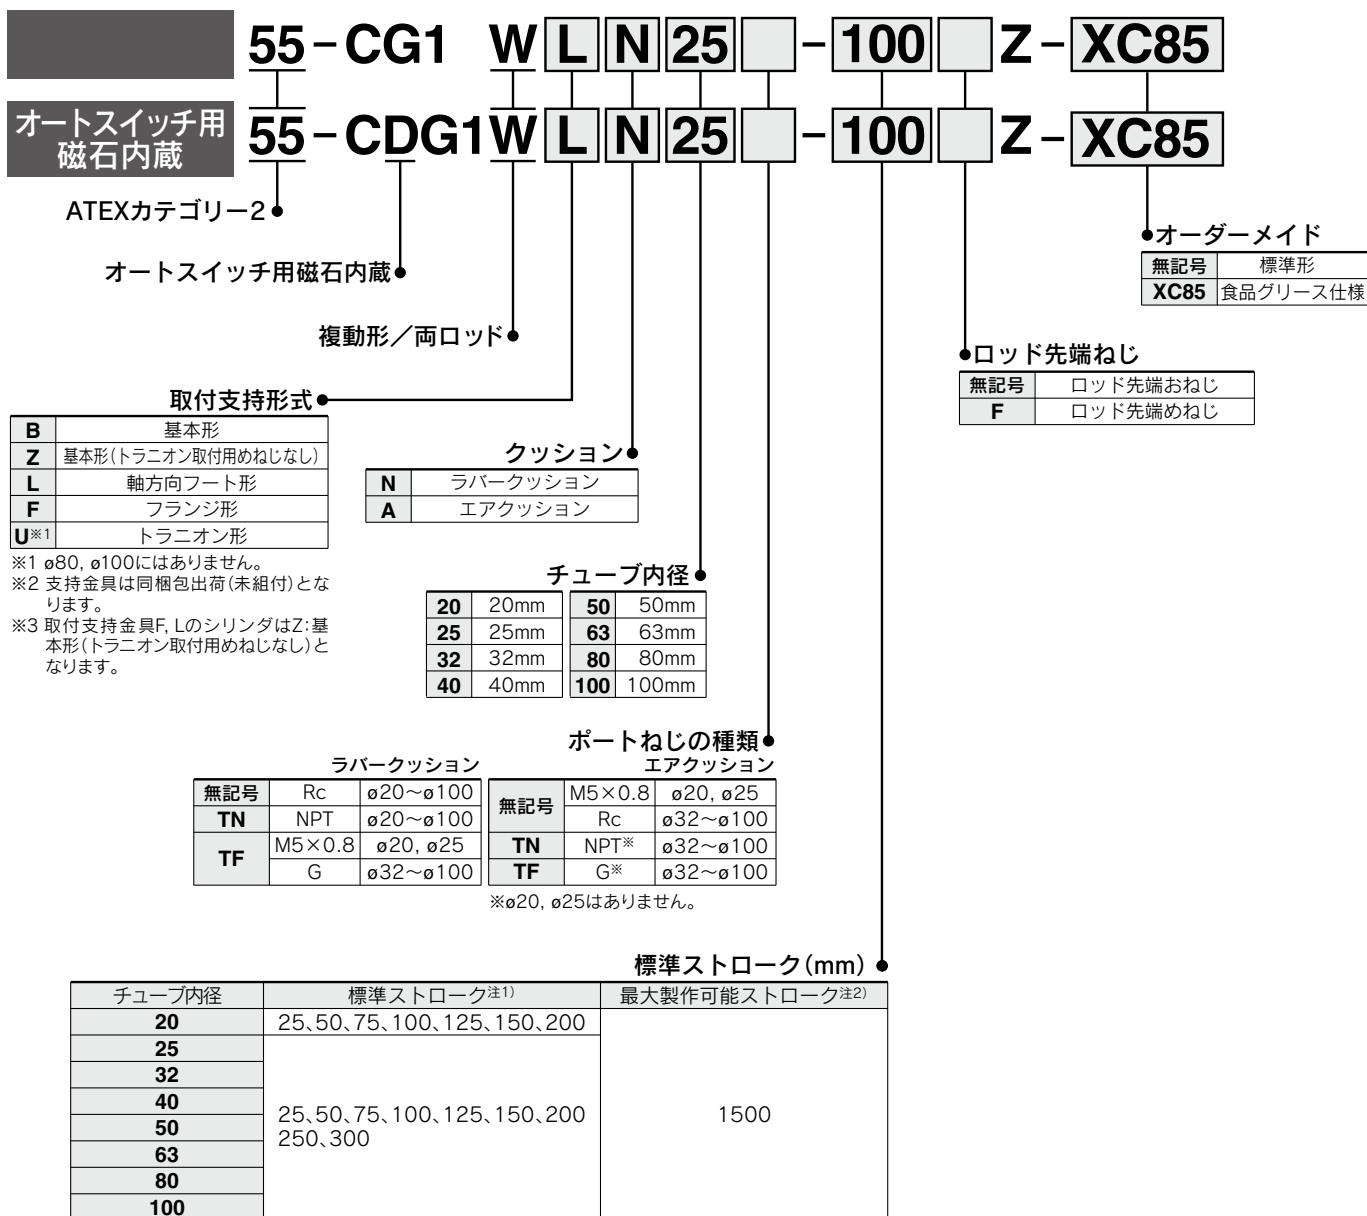 55-CG1 W L N 25 - 100 Z - XC85
オートスイッチ用
磁石内蔵
55-CDG1 W L N 25 - 100 Z - XC85
ATEXカテゴリー2
オートスイッチ用磁石内蔵
複動形／両ロッド
オーダーメイド
無記号 標準形
XC85 食品グリース仕様
ロッド先端ねじ
無記号 ロッド先端おねじ
F ロッド先端めねじ
取付支持形式
B 基本形
Z 基本形(トラニオン取付用めねじなし)
L 軸方向フート形
F フランジ形
U※1 トラニオン形
※1 ø80, ø100にはありません。
※2 支持金具は同梱包出荷(未組付)とな
ります。
※3 取付支持金具F, LのシリンダはZ:基
本形(トラニオン取付用めねじなし)と
なります。
クッション
N ラバークッション
A エアクッション
チューブ内径
20 20mm 50 50mm
25 25mm 63 63mm
32 32mm 80 80mm
40 40mm 100 100mm
ポートねじの種類
ラバークッション
無記号 Rc ø20～ø100
TN NPT ø20～ø100
TF M5×0.8 ø20, ø25
G ø32～ø100
エアクッション
無記号 M5×0.8 ø20, ø25
Rc ø32～ø100
TN NPT※ ø32～ø100
TF G※ ø32～ø100
※ø20, ø25はありません。
標準ストローク(mm)
チューブ内径 標準ストローク注1) 最大製作可能ストローク注2)
20 25、50、75、100、125、150、200
25
32
40
50 25、50、75、100、125、150、200 1500
250、300
63
80
100